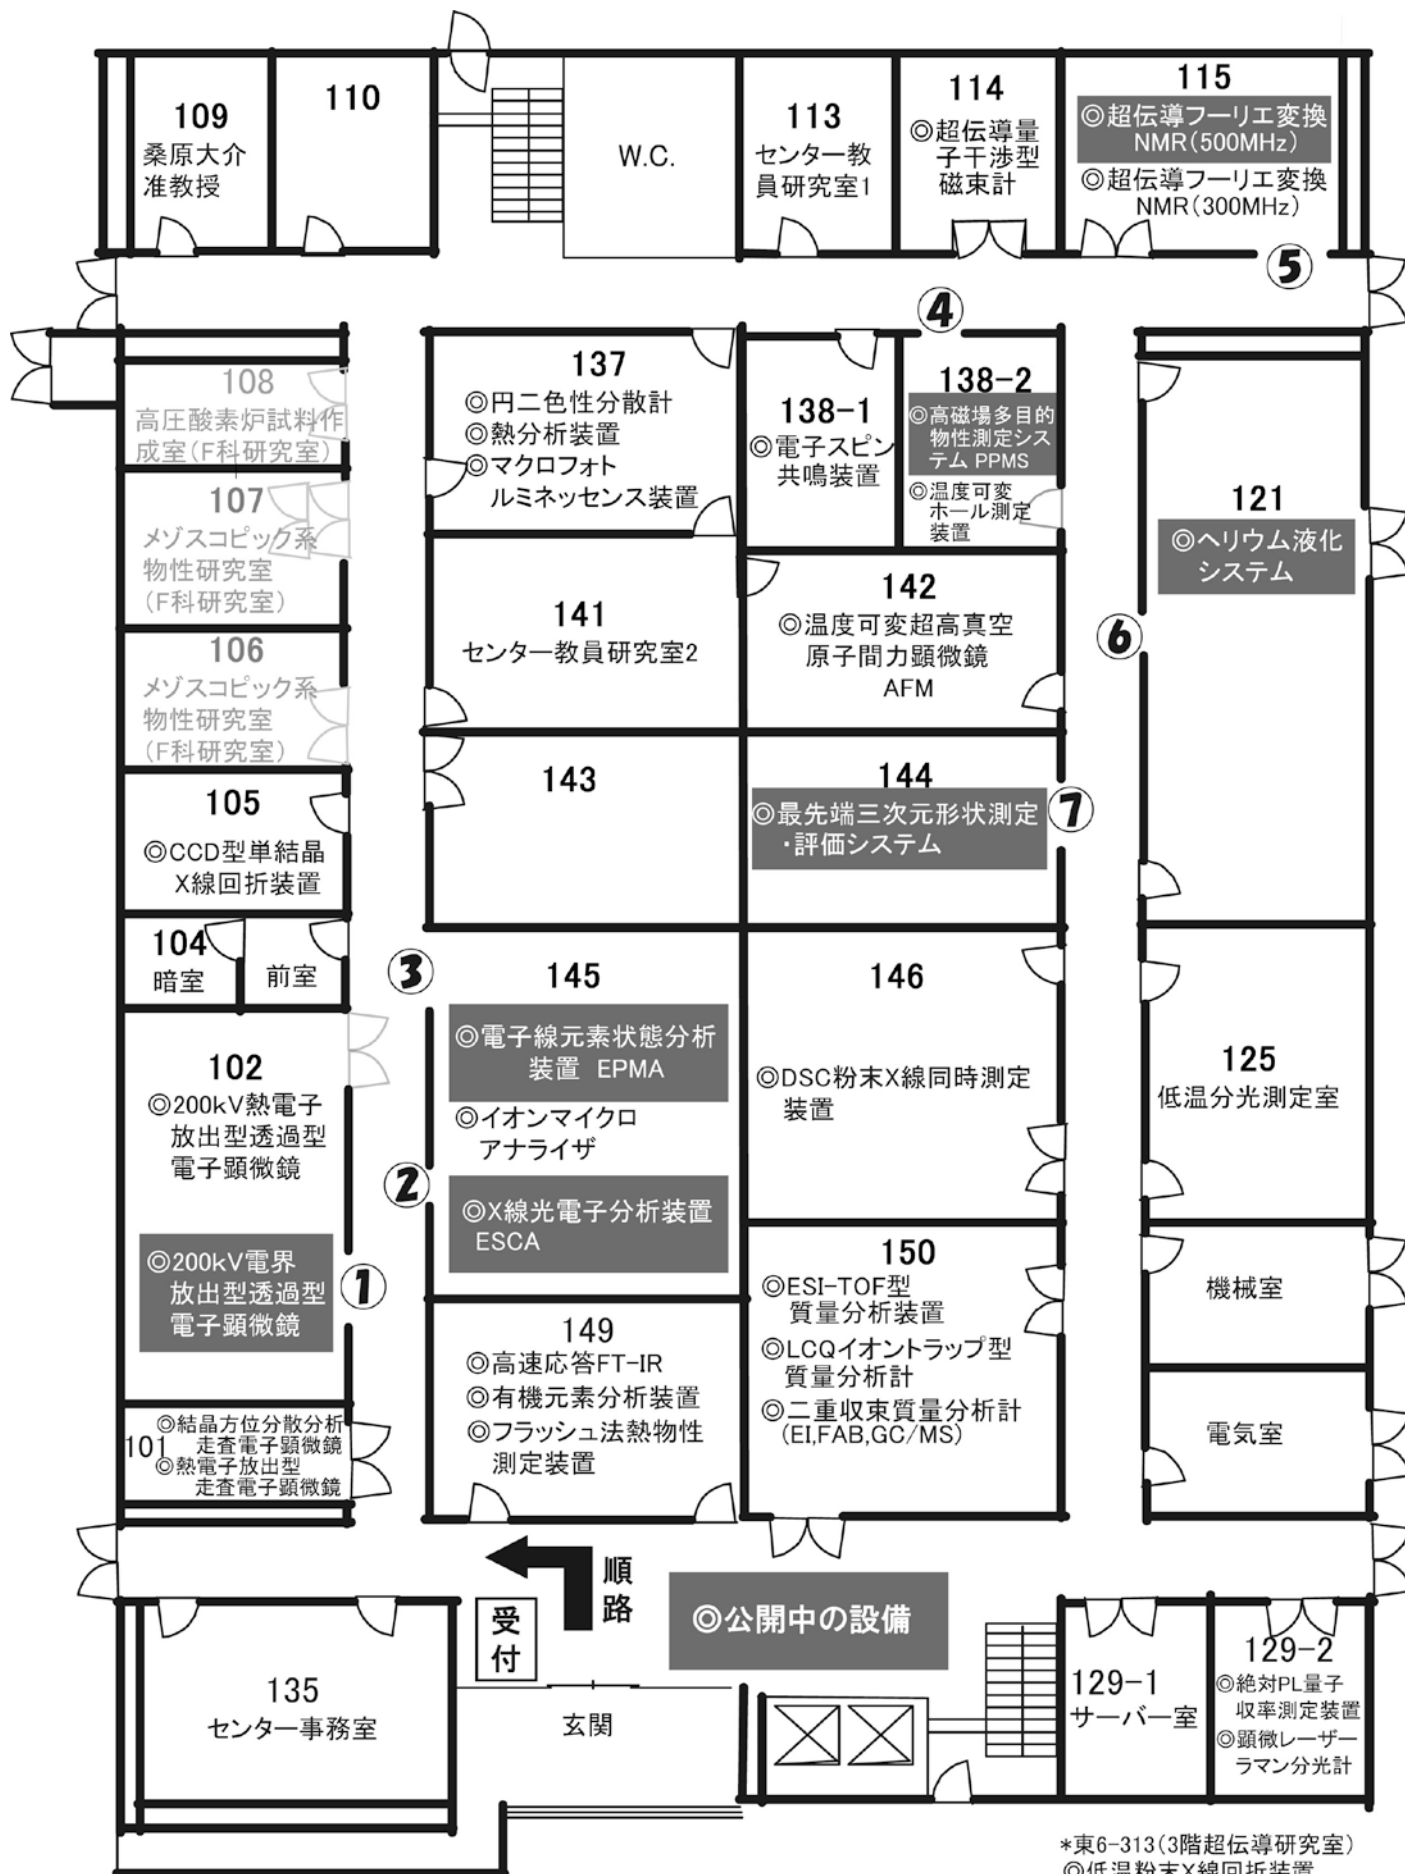 109
桑原大介
准教授
110
W.C.
113
センター教
員研究室1
114
◎超伝導量
子干渉型
磁束計
115
◎超伝導フーリエ変換
NMR(500MHz)
◎超伝導フーリエ変換
NMR(300MHz)
⑤
④
108
高圧酸素炉試料作
成室(F科研究室)
107
メゾスコピック系
物性研究室
(F科研究室)
106
メゾスコピック系
物性研究室
(F科研究室)
105
◎CCD型単結晶
X線回折装置
104
暗室
前室
102
◎200kV熱電子
放出型透過型
電子顕微鏡
◎200kV電界
放出型透過型
電子顕微鏡
①
101
◎結晶方位分散分析
走査電子顕微鏡
◎熱電子放出型
走査電子顕微鏡
137
◎円二色性分散計
◎熱分析装置
◎マクロフォト
ルミネッセンス装置
138-1
◎電子スピン
共鳴装置
138-2
◎高磁場多目的
物性測定シス
テム PPMS
◎温度可変
ホール測定
装置
141
センター教員研究室2
142
◎温度可変超高真空
原子間力顕微鏡
AFM
143
144
◎最先端三次元形状測定
・評価システム
⑦
③
145
◎電子線元素状態分析
装置 EPMA
◎イオンマイクロ
アナライザ
②
◎X線光電子分析装置
ESCA
146
◎DSC粉末X線同時測定
装置
149
◎高速応答FT-IR
◎有機元素分析装置
◎フラッシュ法熱物性
測定装置
150
◎ESI-TOF型
質量分析装置
◎LCQイオントラップ型
質量分析計
◎二重収束質量分析計
(EI,FAB,GC/MS)
121
◎ヘリウム液化
システム
⑥
125
低温分光測定室
機械室
電気室
順路
受付
◎公開中の設備
135
センター事務室
玄関
129-1
サーバー室
129-2
◎絶対PL量子
収率測定装置
◎顕微レーザー
ラマン分光計
*東6-313(3階超伝導研究室)
◎低温粉末X線回折装置